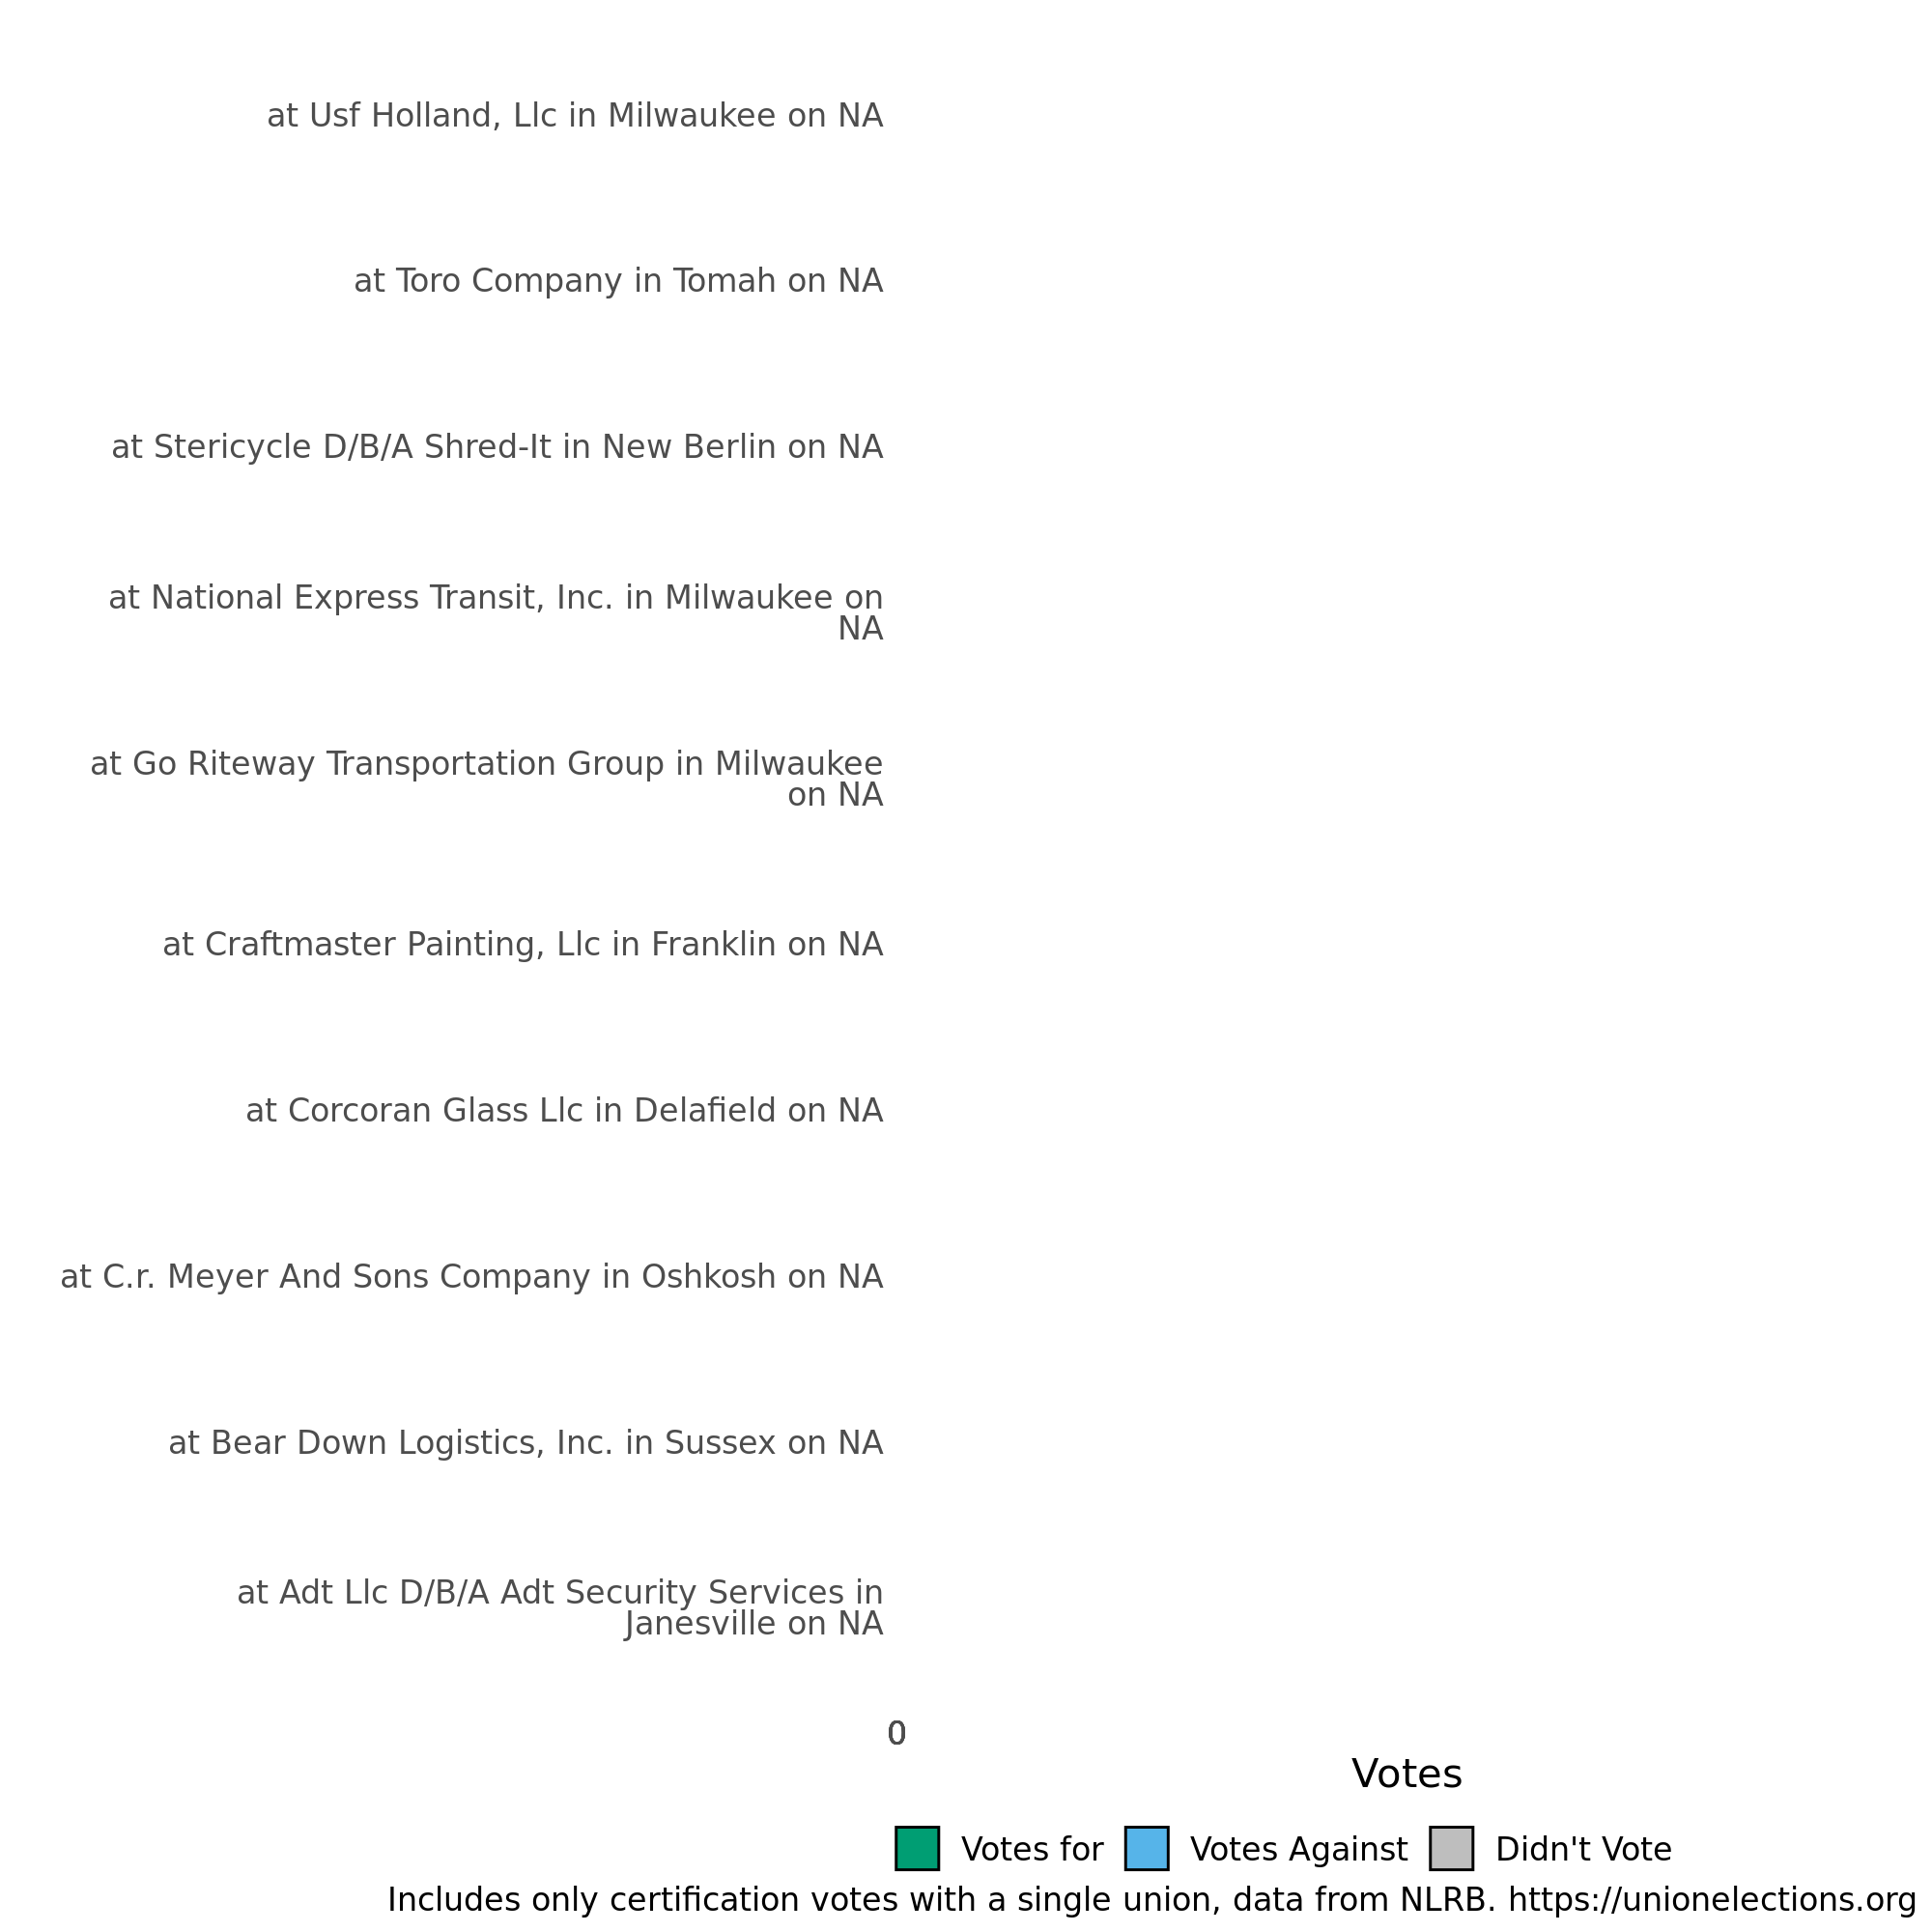 at Usf Holland, Llc in Milwaukee on NA
at Toro Company in Tomah on NA
at Stericycle D/B/A Shred-It in New Berlin on NA
at National Express Transit, Inc. in Milwaukee on
NA
at Go Riteway Transportation Group in Milwaukee
on NA
at Craftmaster Painting, Llc in Franklin on NA
at Corcoran Glass Llc in Delafield on NA
at C.r. Meyer And Sons Company in Oshkosh on NA
at Bear Down Logistics, Inc. in Sussex on NA
at Adt Llc D/B/A Adt Security Services in
Janesville on NA
0
Votes
Votes for Votes Against Didn't Vote
Includes only certification votes with a single union, data from NLRB. https://unionelections.org